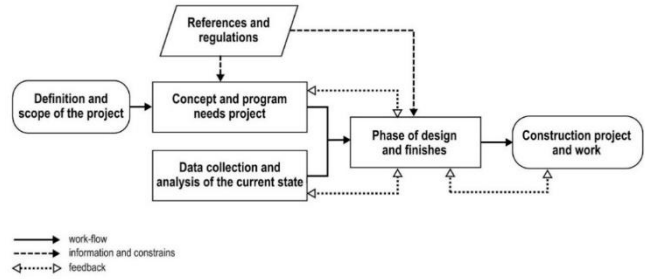 References and
regulations
Definition and
scope of the project
Concept and program
needs project
Data collection and
analysis of the current state
Phase of design
and finishes
Construction project
and work
work-flow
information and constrains
feedback